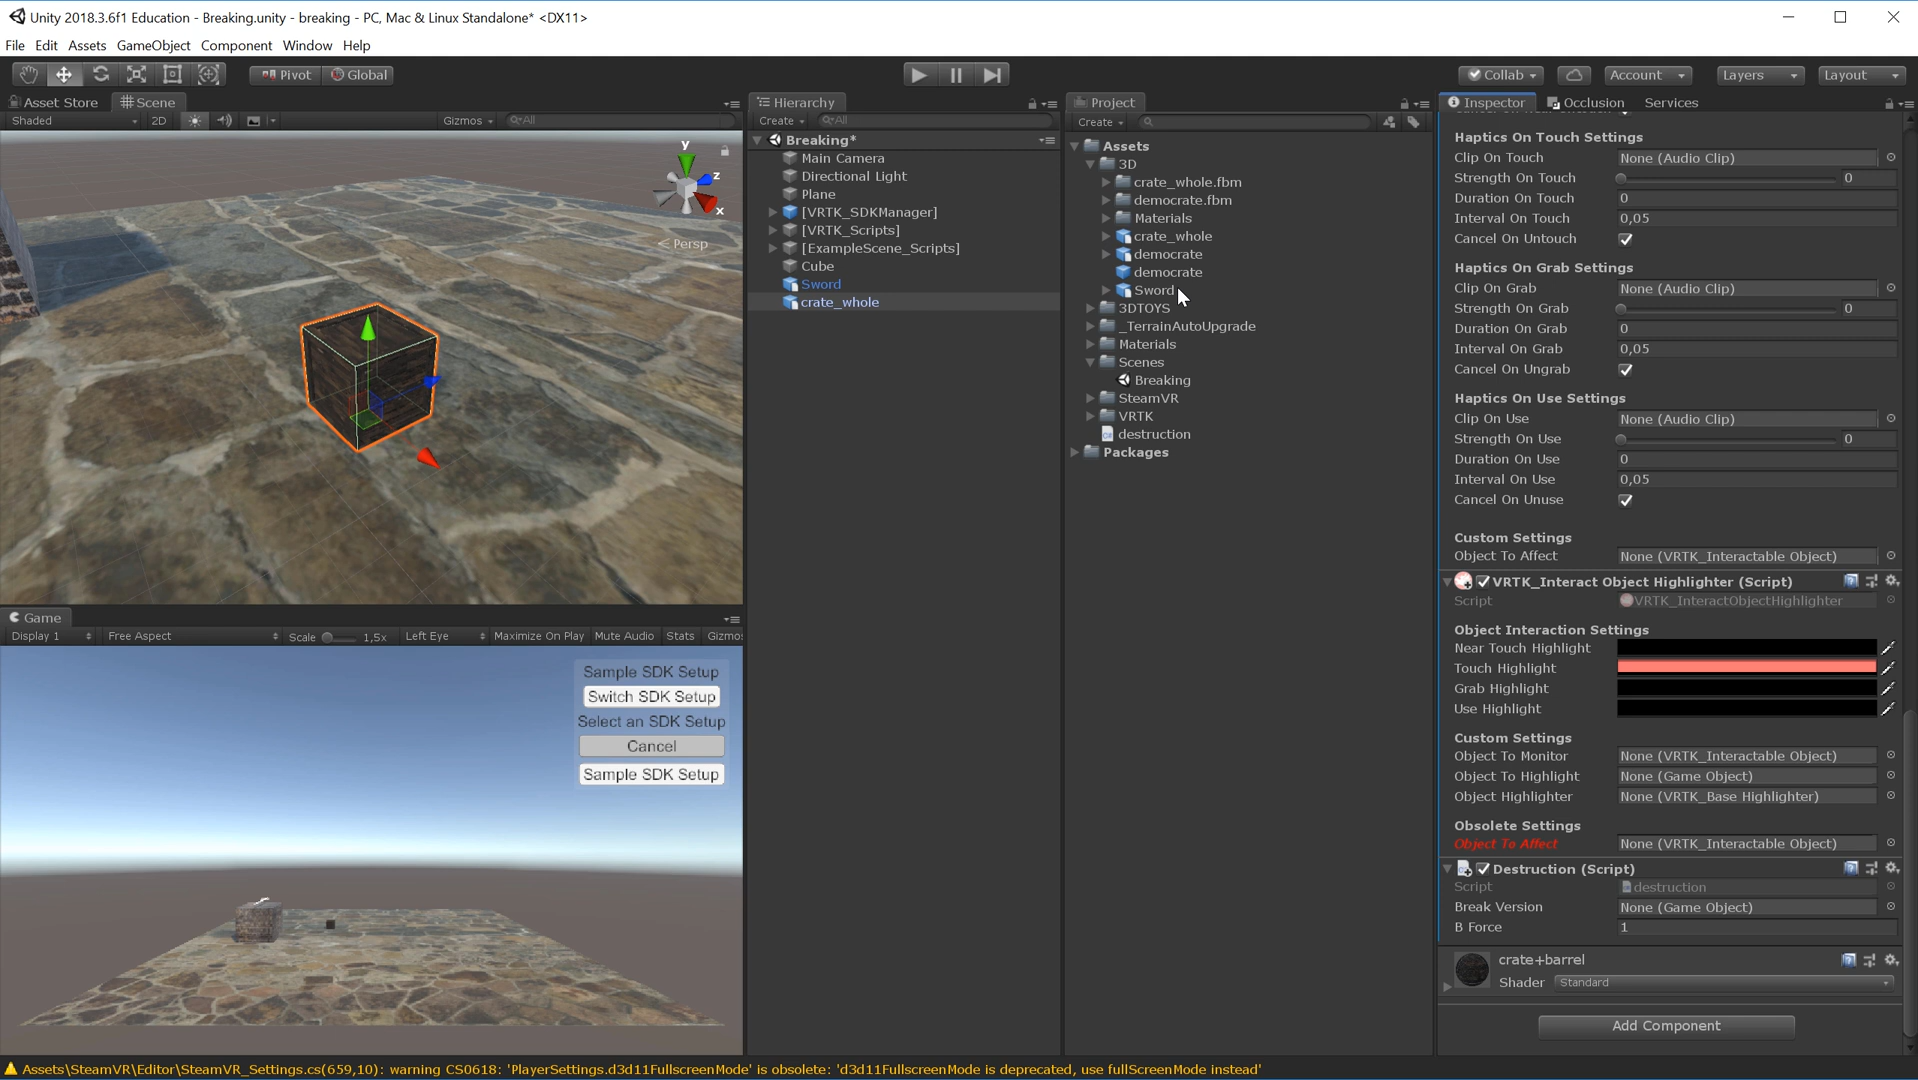 Unity 2018.3.6f1 Education - Breaking.unity - breaking - PC, Mac & Linux Standalone* <DX11>
File Edit Assets GameObject Component Window Help
Pivot Global Collab Account Layers Layout
Asset Store Scene
Shaded 2D Gizmos All
y
z
x
Persp
Game
Display 1 Free Aspect Scale 1,5x Left Eye Maximize On Play Mute Audio Stats Gizmos
Sample SDK Setup
Switch SDK Setup
Select an SDK Setup
Cancel
Sample SDK Setup
Hierarchy
Create All
Breaking*
Main Camera
Directional Light
Plane
[VRTK_SDKManager]
[VRTK_Scripts]
[ExampleScene_Scripts]
Cube
Sword
crate_whole
Project
Create
Assets
3D
crate_whole.fbm
democrate.fbm
Materials
crate_whole
democrate
democrate
Sword
3DTOYS
_TerrainAutoUpgrade
Materials
Scenes
Breaking
SteamVR
VRTK
destruction
Packages
Inspector Occlusion Services
Haptics On Touch Settings
Clip On Touch None (Audio Clip)
Strength On Touch 0
Duration On Touch 0
Interval On Touch 0,05
Cancel On Untouch
Haptics On Grab Settings
Clip On Grab None (Audio Clip)
Strength On Grab 0
Duration On Grab 0
Interval On Grab 0,05
Cancel On Ungrab
Haptics On Use Settings
Clip On Use None (Audio Clip)
Strength On Use 0
Duration On Use 0
Interval On Use 0,05
Cancel On Unuse
Custom Settings
Object To Affect None (VRTK_Interactable Object)
VRTK_Interact Object Highlighter (Script)
Script VRTK_InteractObjectHighlighter
Object Interaction Settings
Near Touch Highlight
Touch Highlight
Grab Highlight
Use Highlight
Custom Settings
Object To Monitor None (VRTK_Interactable Object)
Object To Highlight None (Game Object)
Object Highlighter None (VRTK_Base Highlighter)
Obsolete Settings
Object To Affect None (VRTK_Interactable Object)
Destruction (Script)
Script destruction
Break Version None (Game Object)
B Force 1
crate+barrel
Shader Standard
Add Component
Assets\SteamVR\Editor\SteamVR_Settings.cs(659,10): warning CS0618: 'PlayerSettings.d3d11FullscreenMode' is obsolete: 'd3d11FullscreenMode is deprecated, use fullScreenMode instead'